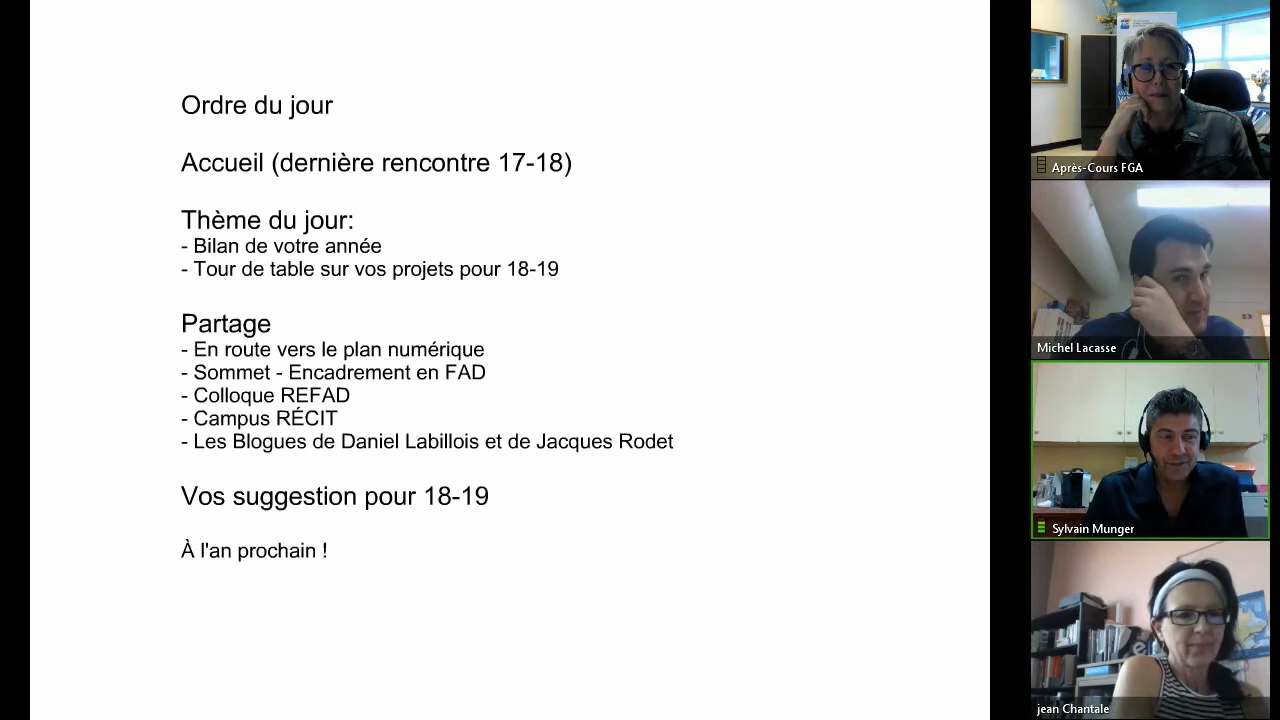 Ordre du jour
Accueil (dernière rencontre 17-18)
Thème du jour:
- Bilan de votre année
- Tour de table sur vos projets pour 18-19
Partage
- En route vers le plan numérique
- Sommet - Encadrement en FAD
- Colloque REFAD
- Campus RÉCIT
- Les Blogues de Daniel Labillois et de Jacques Rodet
Vos suggestion pour 18-19
À l'an prochain !
Après-Cours FGA
Michel Lacasse
Sylvain Munger
jean Chantale